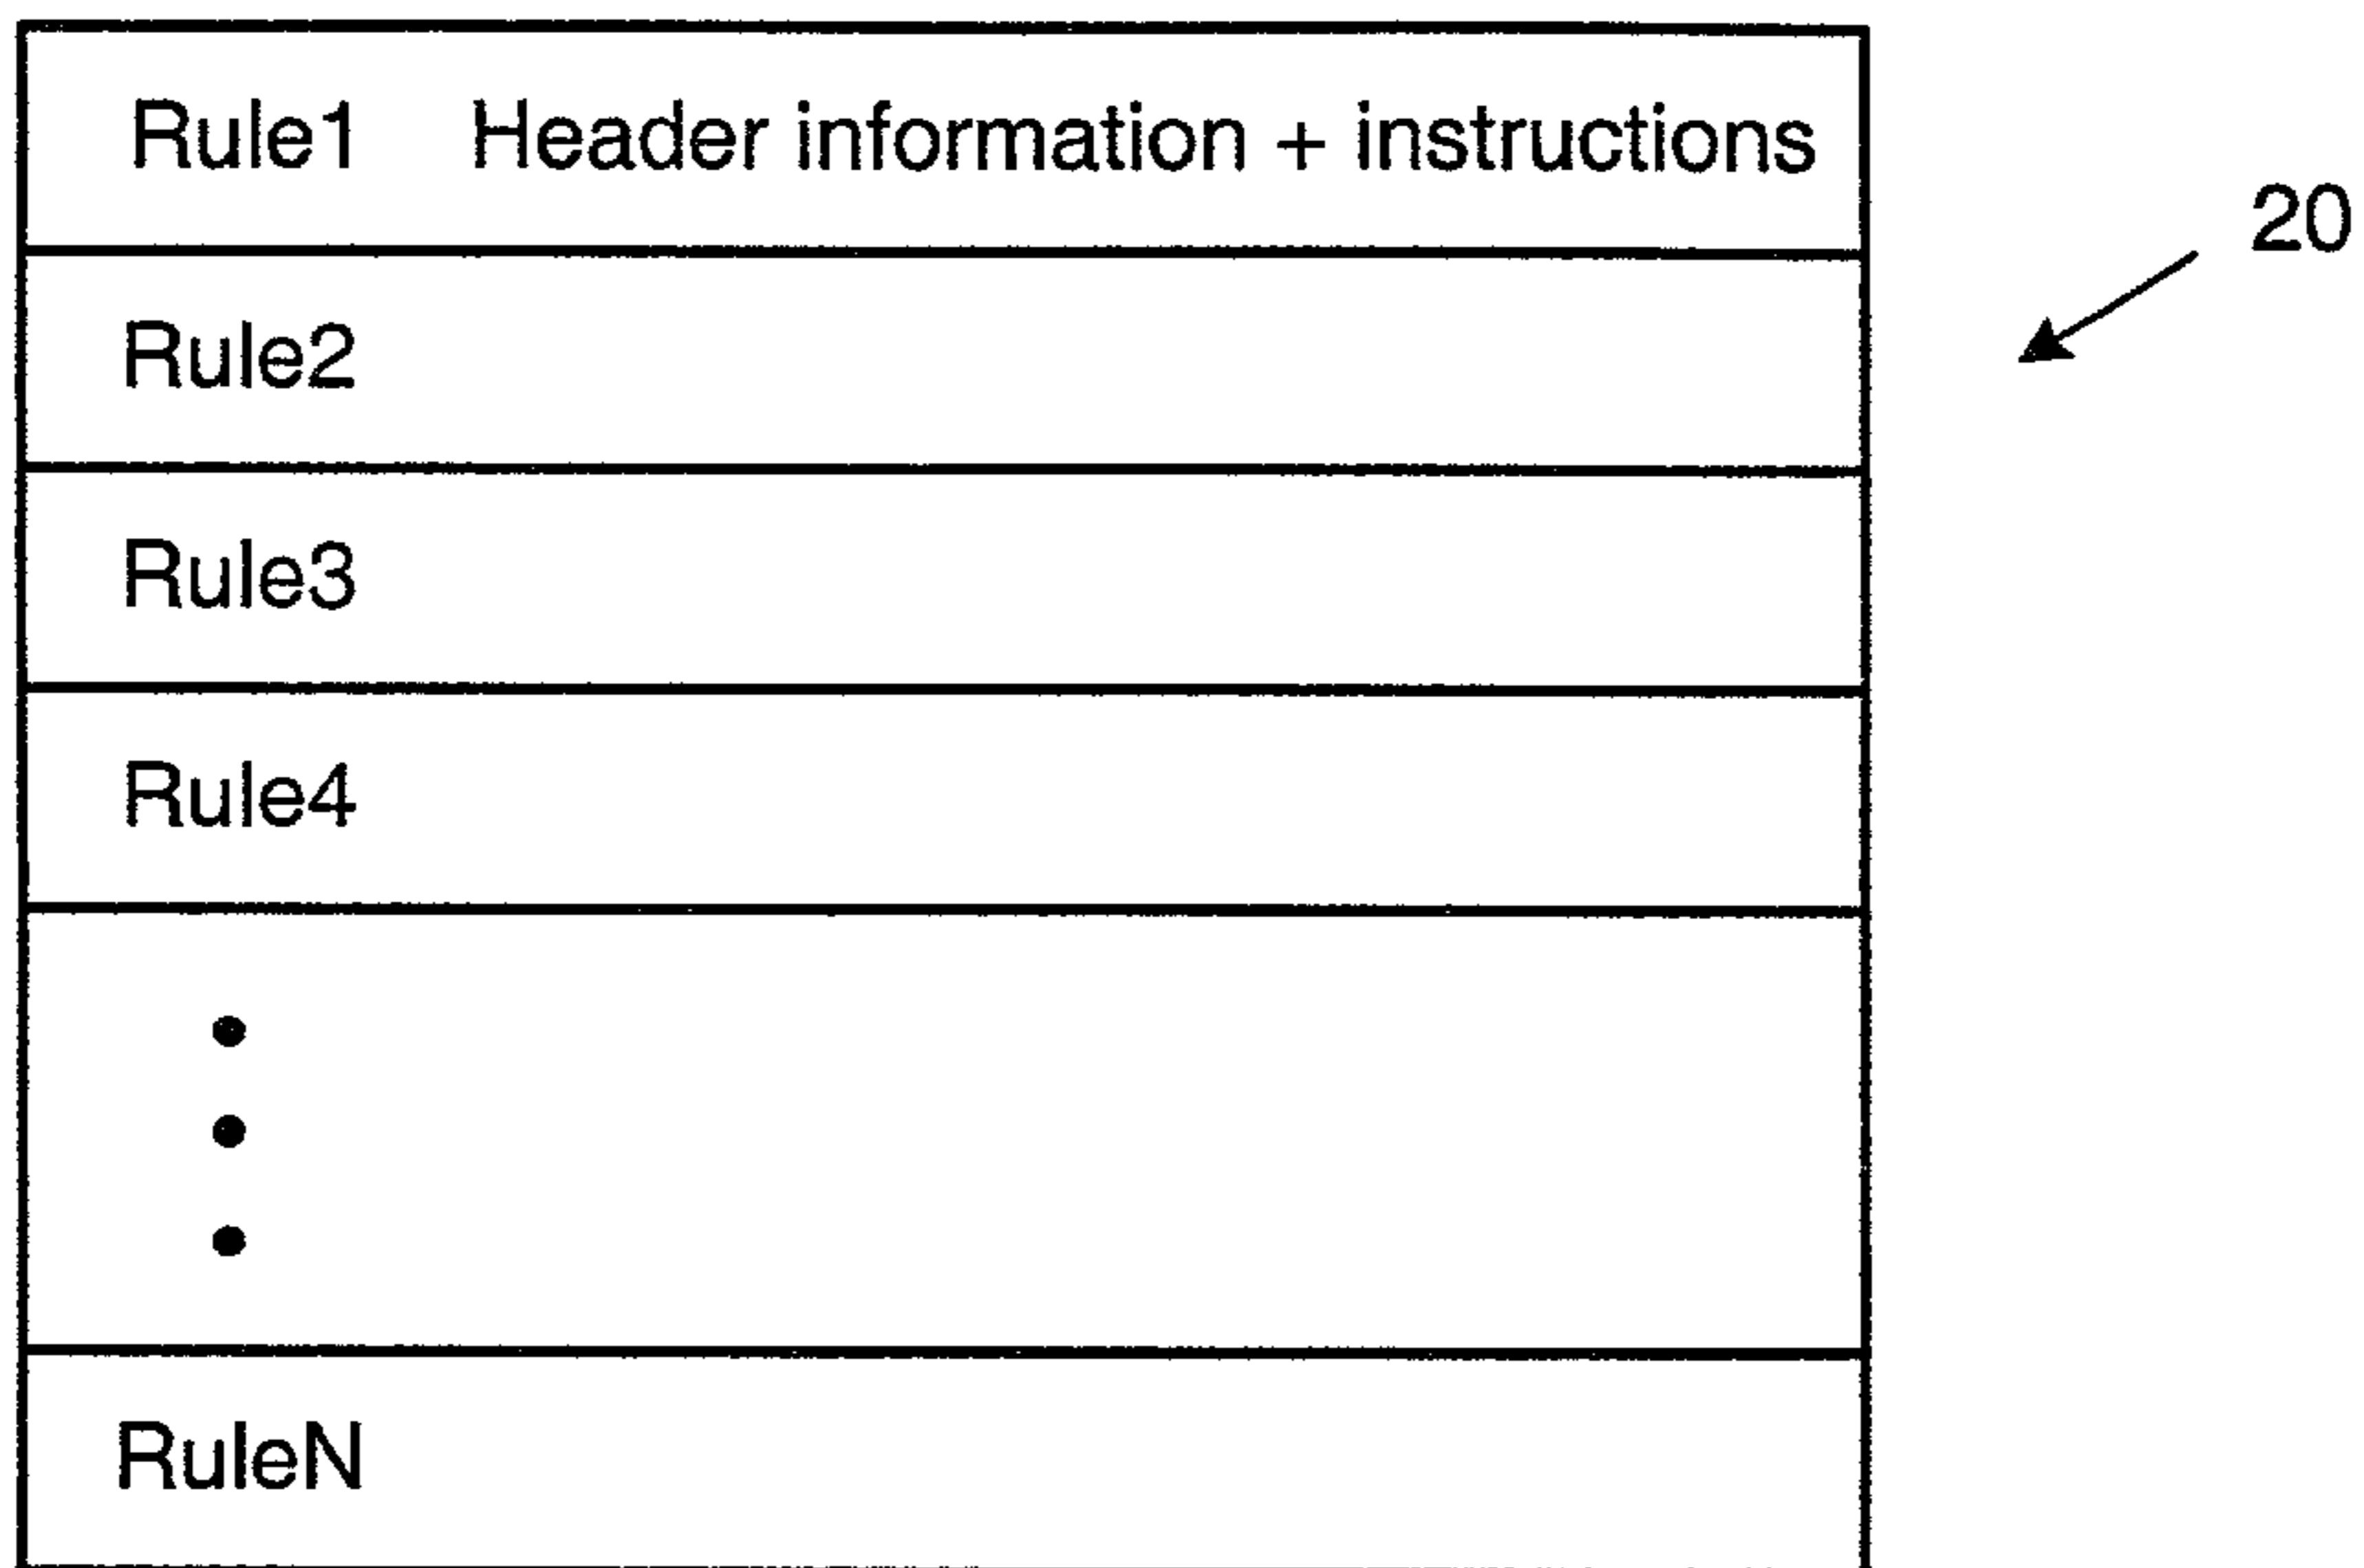 Rule1 Header information + instructions
20
Rule2
Rule3
Rule4
RuleN